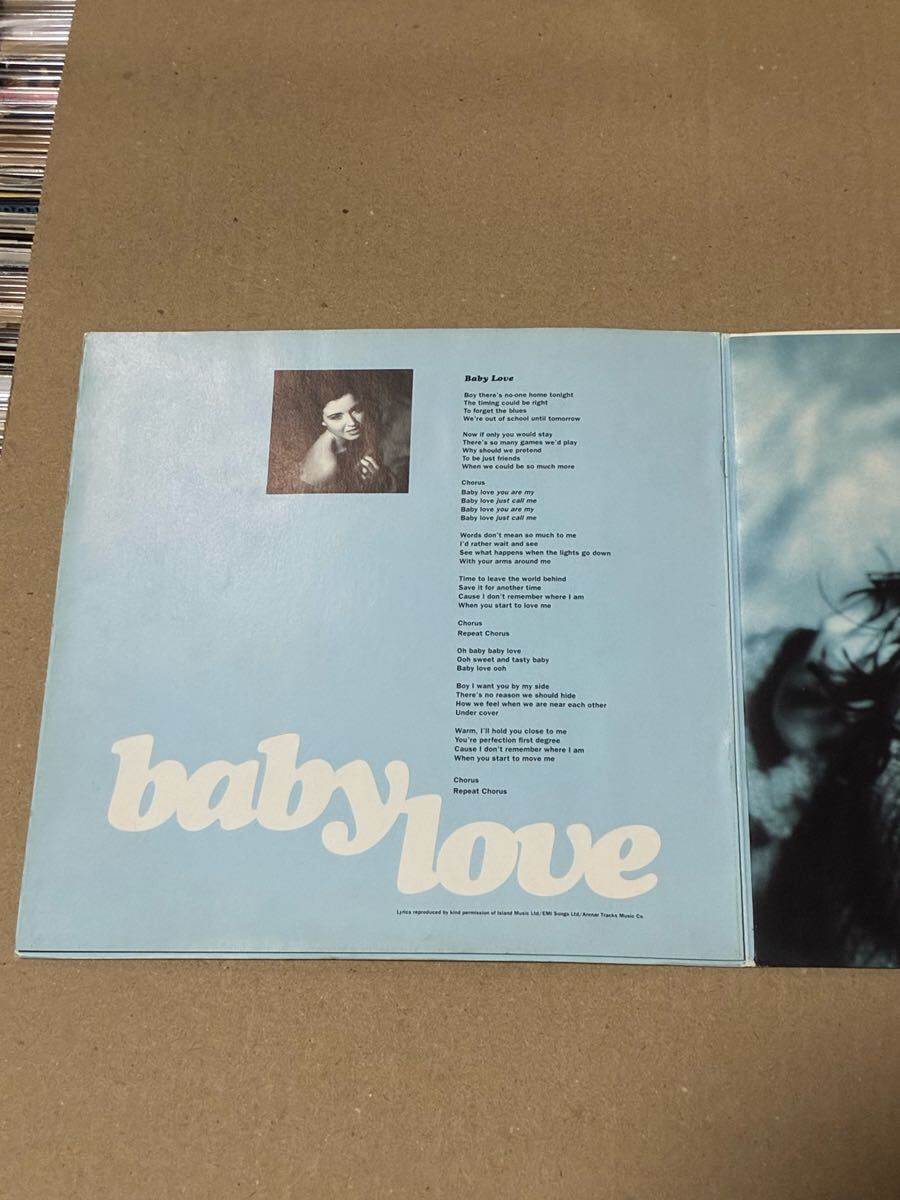 Baby Love
Boy there's no-one home tonight
The timing could be right
To forget the blues
We're out of school until tomorrow
Now if only you would stay
There's so many games we'd play
Why should we pretend
To be just friends
When we could be so much more
Chorus
Baby love you are my
Baby love just call me
Baby love you are my
Baby love just call me
Words don't mean so much to me
I'd rather wait and see
See what happens when the lights go down
With your arms around me
Time to leave the world behind
Save it for another time
Cause I don't remember where I am
When you start to love me
Chorus
Repeat Chorus
Oh baby baby love
Ooh sweet and tasty baby
Baby love ooh
Boy I want you by my side
There's no reason we should hide
How we feel when we are near each other
Under cover
Warm, I'll hold you close to me
You're perfection first degree
Cause I don't remember where I am
When you start to move me
Chorus
Repeat Chorus
baby
love
Lyrics reproduced by kind permission of Island Music Ltd/EMI Songs Ltd/Arenar Tracks Music Co.